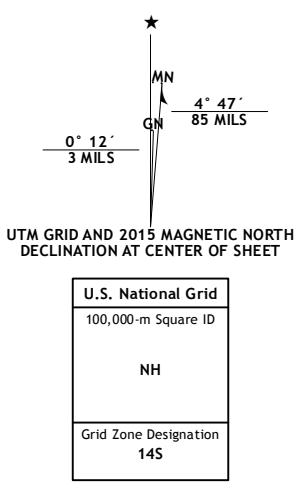 ★
MN
4° 47´
85 MILS
GN
0° 12´
3 MILS
UTM GRID AND 2015 MAGNETIC NORTH
DECLINATION AT CENTER OF SHEET
U.S. National Grid
100,000-m Square ID
NH
Grid Zone Designation
14S